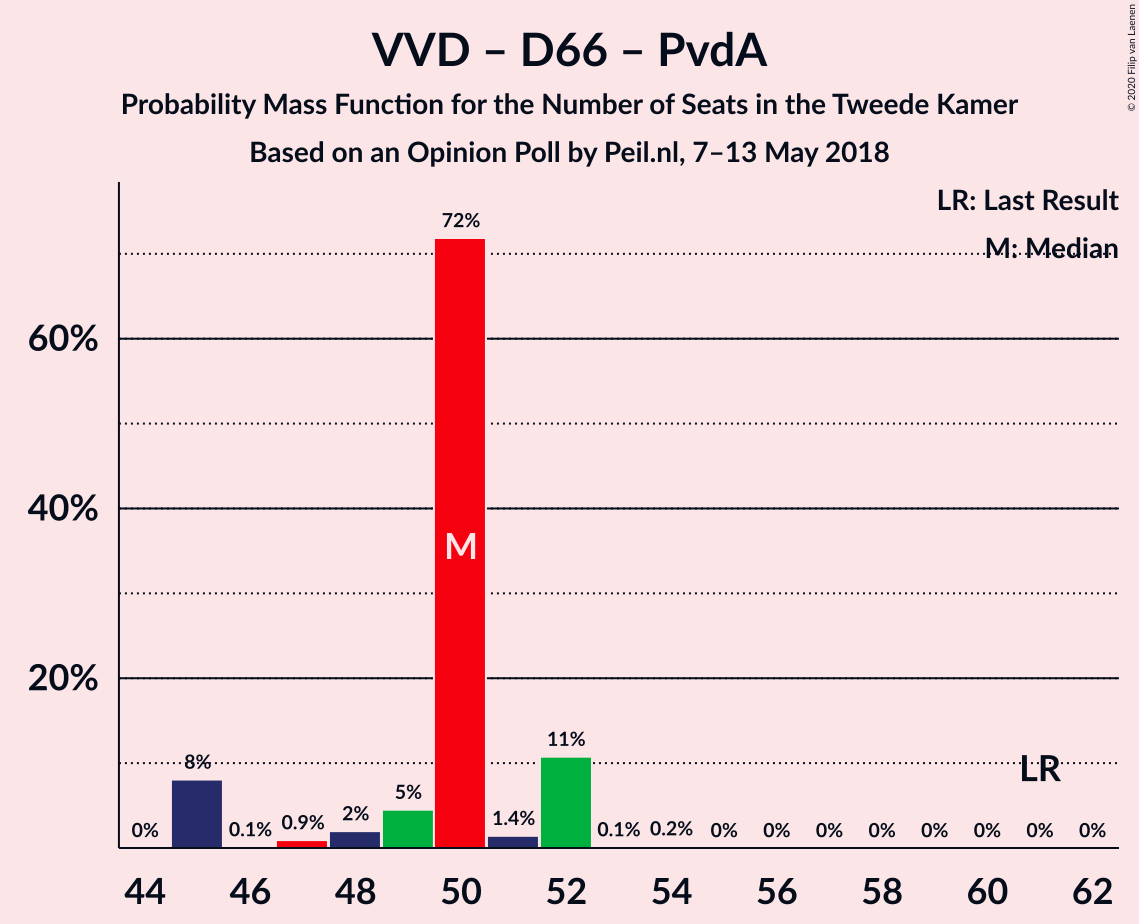 VVD – D66 – PvdA
Probability Mass Function for the Number of Seats in the Tweede Kamer
Based on an Opinion Poll by Peil.nl, 7–13 May 2018
© 2020 Filip van Laenen
LR: Last Result
M: Median
60%
40%
20%
0%
8%
0.1%
0.9%
2%
5%
72%
1.4%
11%
0.1%
0.2%
0%
0%
0%
0%
0%
0%
0%
0%
M
LR
44 46 48 50 52 54 56 58 60 62